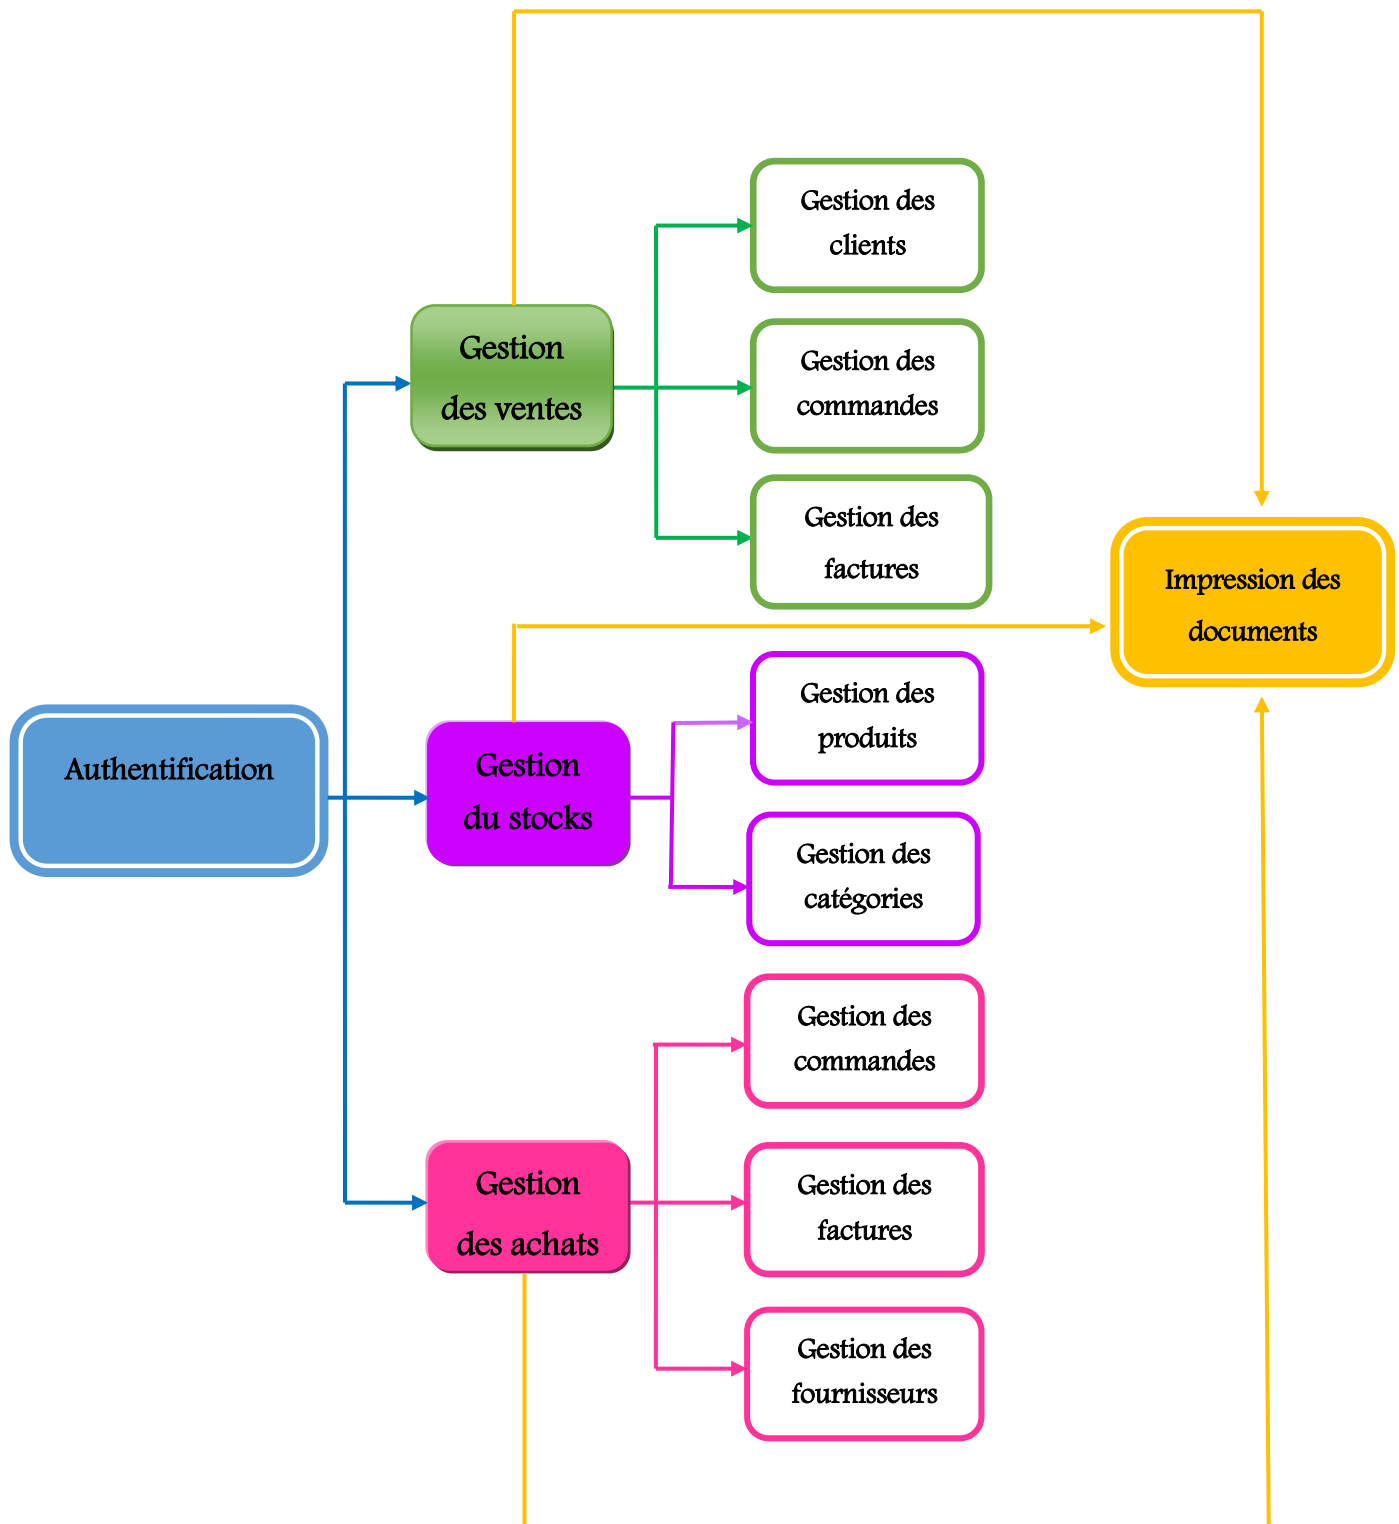 Authentification
Gestion
des ventes
Gestion des
clients
Gestion des
commandes
Gestion des
factures
Gestion
du stocks
Gestion des
produits
Gestion des
catégories
Gestion
des achats
Gestion des
commandes
Gestion des
factures
Gestion des
fournisseurs
Impression des
documents